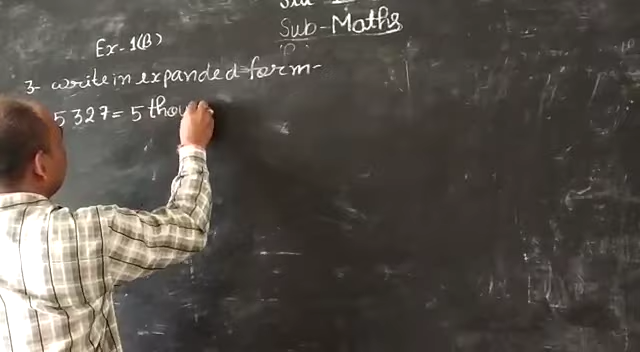 Sub-Maths
Ex-1(B)
3- write in expanded form-
5327 = 5 thou